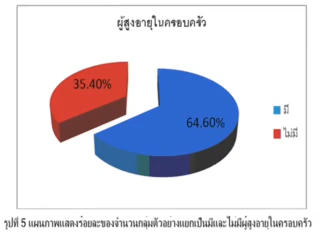 ผู้สูงอายุในครอบครัว
35.40%
64.60%
มี
ไม่มี
รูปที่ 5 แผนภาพแสดงร้อยละของจำนวนกลุ่มตัวอย่างแยกเป็นมีและไม่มีผู้สูงอายุในครอบครัว